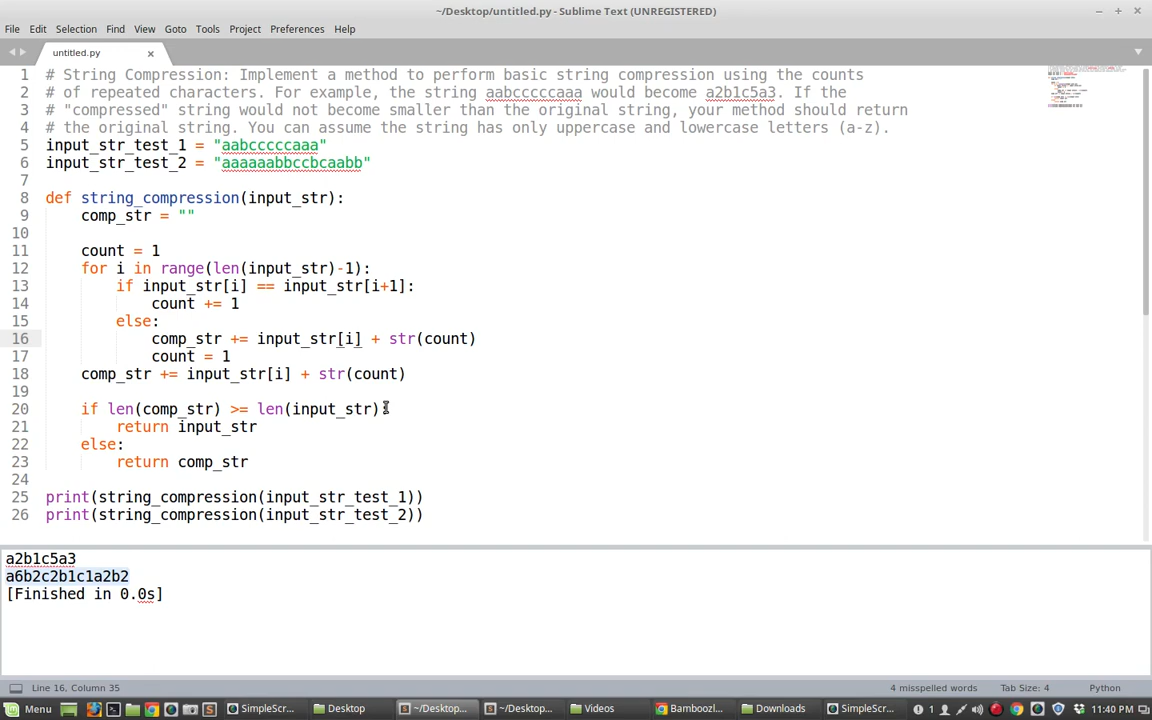 ~/Desktop/untitled.py - Sublime Text (UNREGISTERED)
File Edit Selection Find View Goto Tools Project Preferences Help
untitled.py
1 # String Compression: Implement a method to perform basic string compression using the counts
2 # of repeated characters. For example, the string aabcccccaaa would become a2b1c5a3. If the
3 # "compressed" string would not become smaller than the original string, your method should return
4 # the original string. You can assume the string has only uppercase and lowercase letters (a-z).
5 input_str_test_1 = "aabcccccaaa"
6 input_str_test_2 = "aaaaaabbccbcaabb"
7
8 def string_compression(input_str):
9     comp_str = ""
10
11     count = 1
12     for i in range(len(input_str)-1):
13         if input_str[i] == input_str[i+1]:
14             count += 1
15         else:
16             comp_str += input_str[i] + str(count)
17             count = 1
18     comp_str += input_str[i] + str(count)
19
20     if len(comp_str) >= len(input_str):
21         return input_str
22     else:
23         return comp_str
24
25 print(string_compression(input_str_test_1))
26 print(string_compression(input_str_test_2))
a2b1c5a3
a6b2c2b1c1a2b2
[Finished in 0.0s]
Line 16, Column 35 4 misspelled words Tab Size: 4 Python
Menu SimpleScr... Desktop ~/Desktop... ~/Desktop... Videos Bamboozl... Downloads SimpleScr... 1 11:40 PM